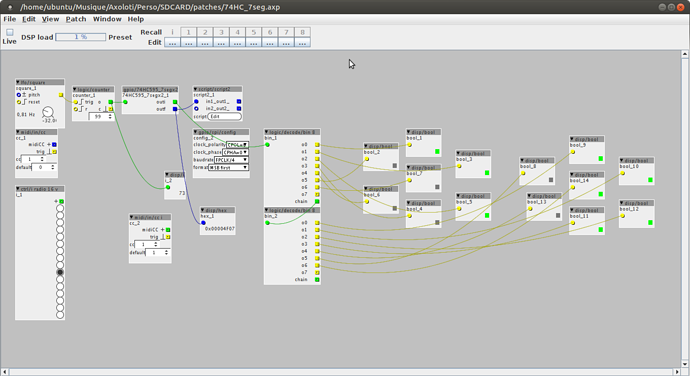 /home/ubuntu/Musique/Axoloti/Perso/SDCARD/patches/74HC_7seg.axp
File Edit View Patch Window Help
Live
DSP load 1 %
Preset
Recall i 1 2 3 4 5 6 7 8
Edit ... ... ... ... ... ... ... ... ...
lfo/square
square_1
pitch
reset
0,81 Hz
-32.0
logic/counter
counter_1
trig o
r c
99
gpio/74HC595_7segx2_1
74HC595_7segx2_1
out
out
script/script2
script2_1
in1 out1
in2 out2
script Edit
midi/in/cc
cc_1
midiCC
trig
cc 1
default 0
gpio/spi/config
config_2
clock_polarity CPOL=
clock_phase CPHA=
baudrate FPCLK/4
format MSB first
disp/i
i_2
73
ctrl/i radio 16 v
i_1
midi/in/cc i
cc_2
midiCC
trig
cc 1
default 1
disp/hex
hex_1
0x00004F07
logic/decode/bin 8
bin_1
o0
o1
o2
o3
o4
o5
o6
o7
chain
logic/decode/bin 8
bin_2
o0
o1
o2
o3
o4
o5
o6
o7
chain
disp/bool
bool_1
disp/bool
bool_2
disp/bool
bool_3
disp/bool
bool_7
disp/bool
bool_6
disp/bool
bool_4
disp/bool
bool_5
disp/bool
bool_9
disp/bool
bool_8
disp/bool
bool_10
disp/bool
bool_14
disp/bool
bool_13
disp/bool
bool_11
disp/bool
bool_12